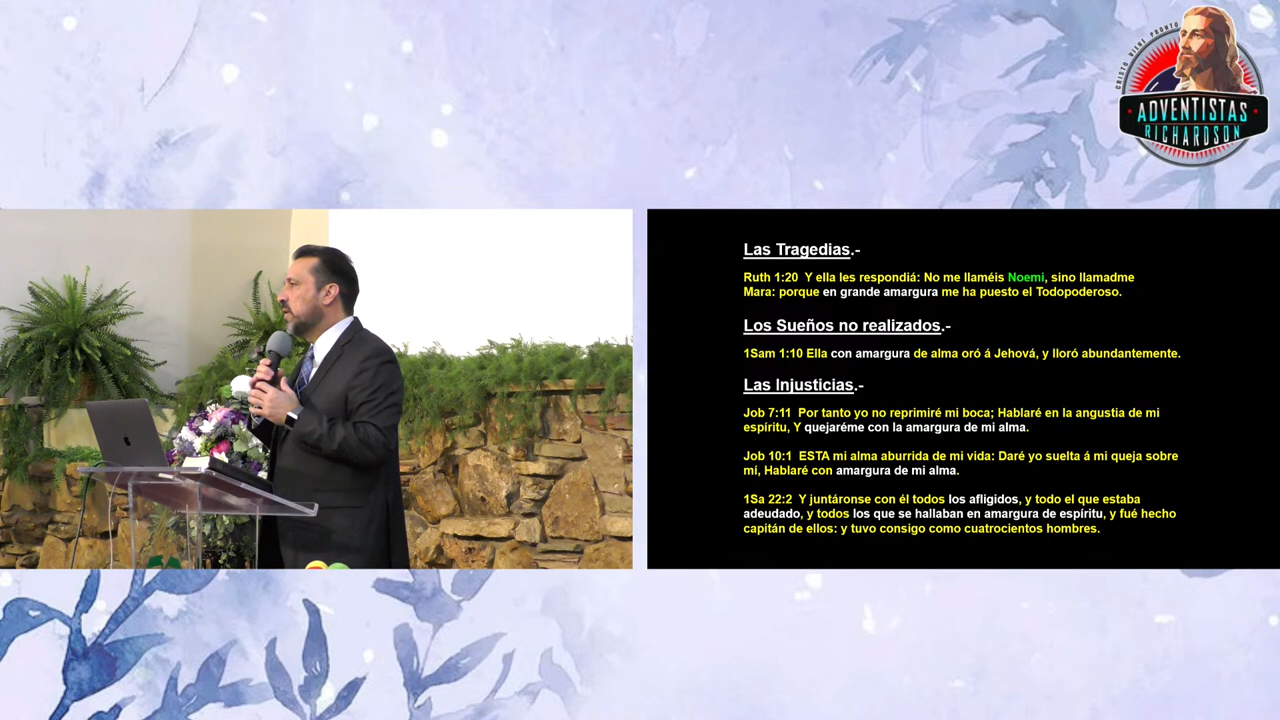 CRISTO VIENE PRONTO
ADVENTISTAS
RICHARDSON
Las Tragedias.-
Ruth 1:20 Y ella les respondiá: No me llaméis Noemi, sino llamadme
Mara: porque en grande amargura me ha puesto el Todopoderoso.
Los Sueños no realizados.-
1Sam 1:10 Ella con amargura de alma oró á Jehová, y lloró abundantemente.
Las Injusticias.-
Job 7:11 Por tanto yo no reprimiré mi boca; Hablaré en la angustia de mi
espíritu, Y quejaréme con la amargura de mi alma.
Job 10:1 ESTA mi alma aburrida de mi vida: Daré yo suelta á mi queja sobre
mí, Hablaré con amargura de mi alma.
1Sa 22:2 Y juntáronse con él todos los afligidos, y todo el que estaba
adeudado, y todos los que se hallaban en amargura de espíritu, y fué hecho
capitán de ellos: y tuvo consigo como cuatrocientos hombres.